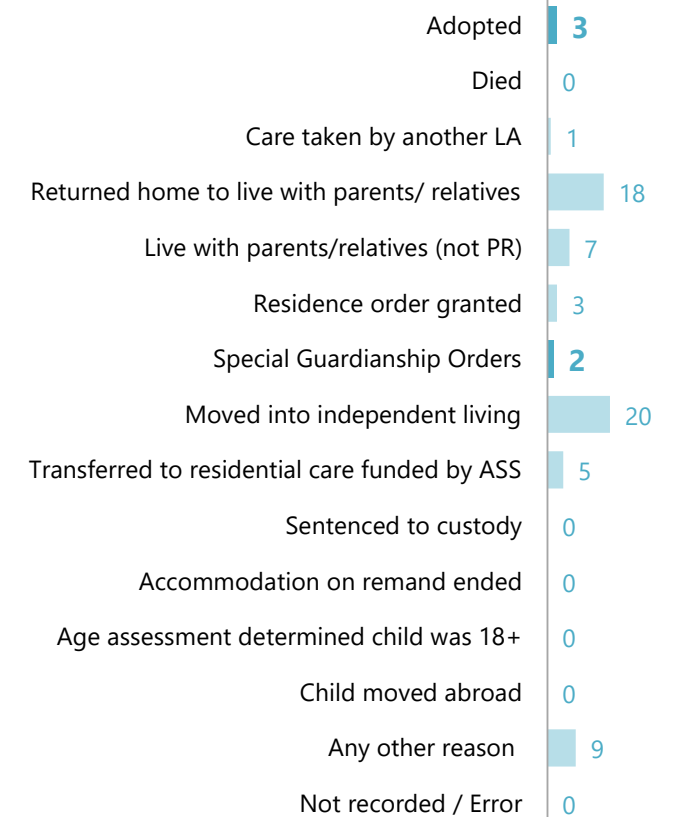 Adopted 3
Died 0
Care taken by another LA 1
Returned home to live with parents/ relatives 18
Live with parents/relatives (not PR) 7
Residence order granted 3
Special Guardianship Orders 2
Moved into independent living 20
Transferred to residential care funded by ASS 5
Sentenced to custody 0
Accommodation on remand ended 0
Age assessment determined child was 18+ 0
Child moved abroad 0
Any other reason 9
Not recorded / Error 0